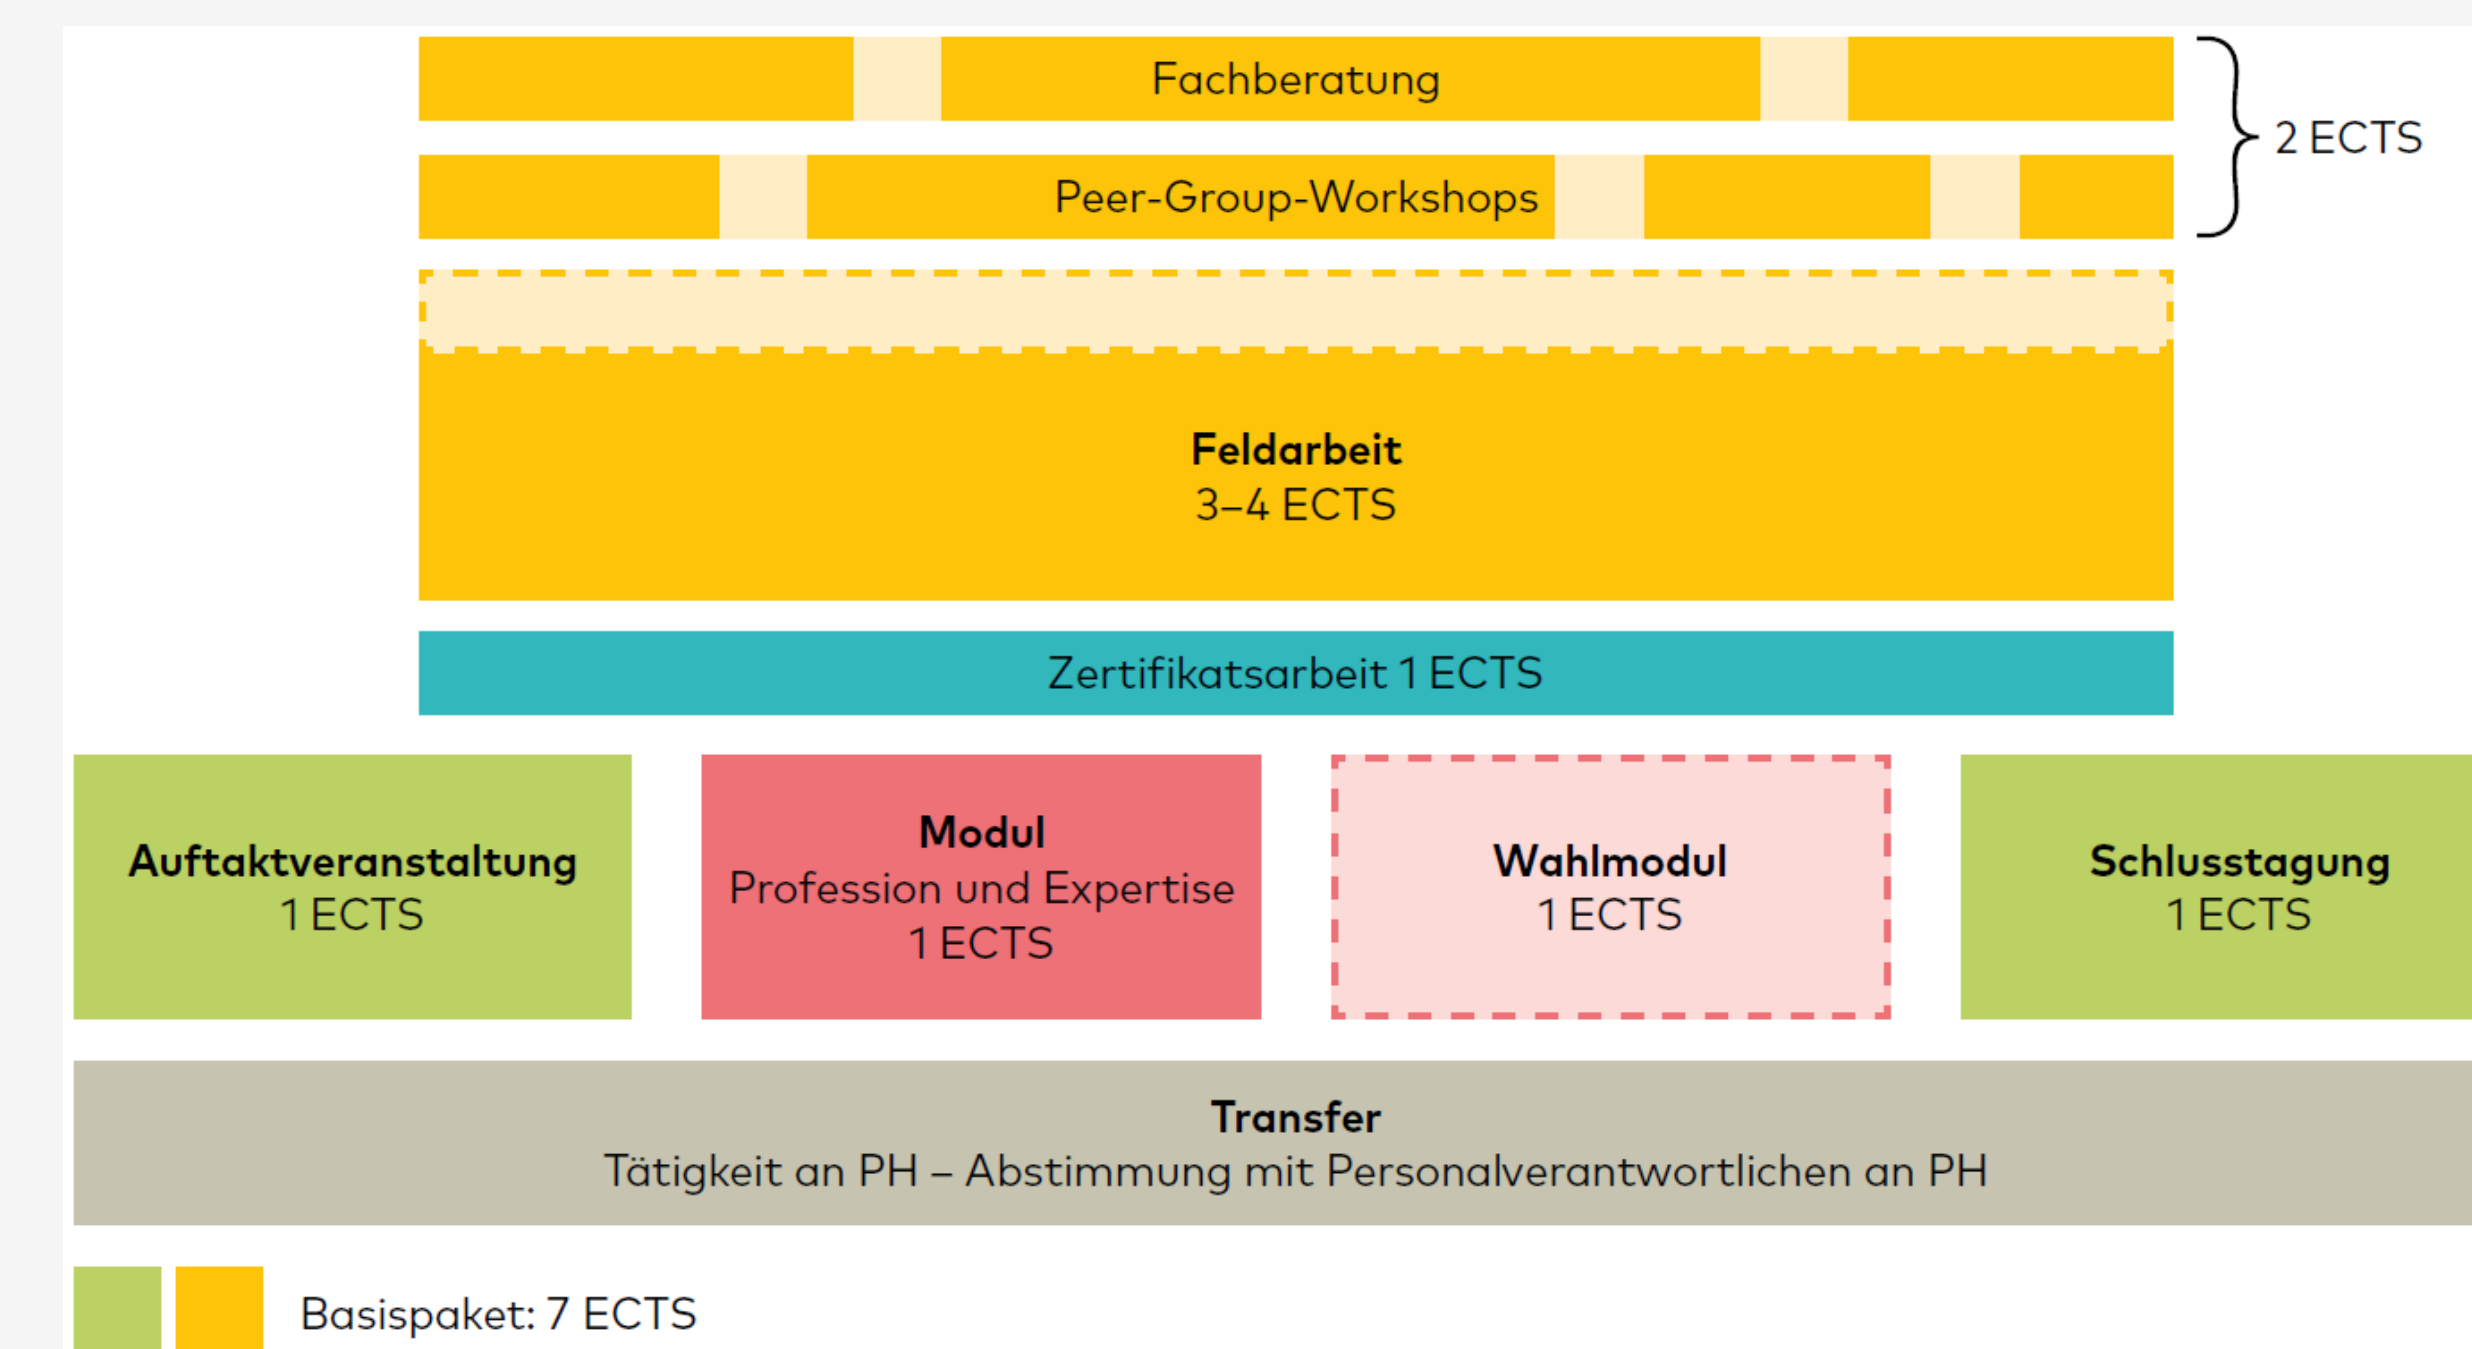 Fachberatung
2 ECTS
Peer-Group-Workshops
Feldarbeit
3–4 ECTS
Zertifikatsarbeit 1 ECTS
Auftaktveranstaltung
1 ECTS
Modul
Profession und Expertise
1 ECTS
Wahlmodul
1 ECTS
Schlusstagung
1 ECTS
Transfer
Tätigkeit an PH – Abstimmung mit Personalverantwortlichen an PH
Basispaket: 7 ECTS